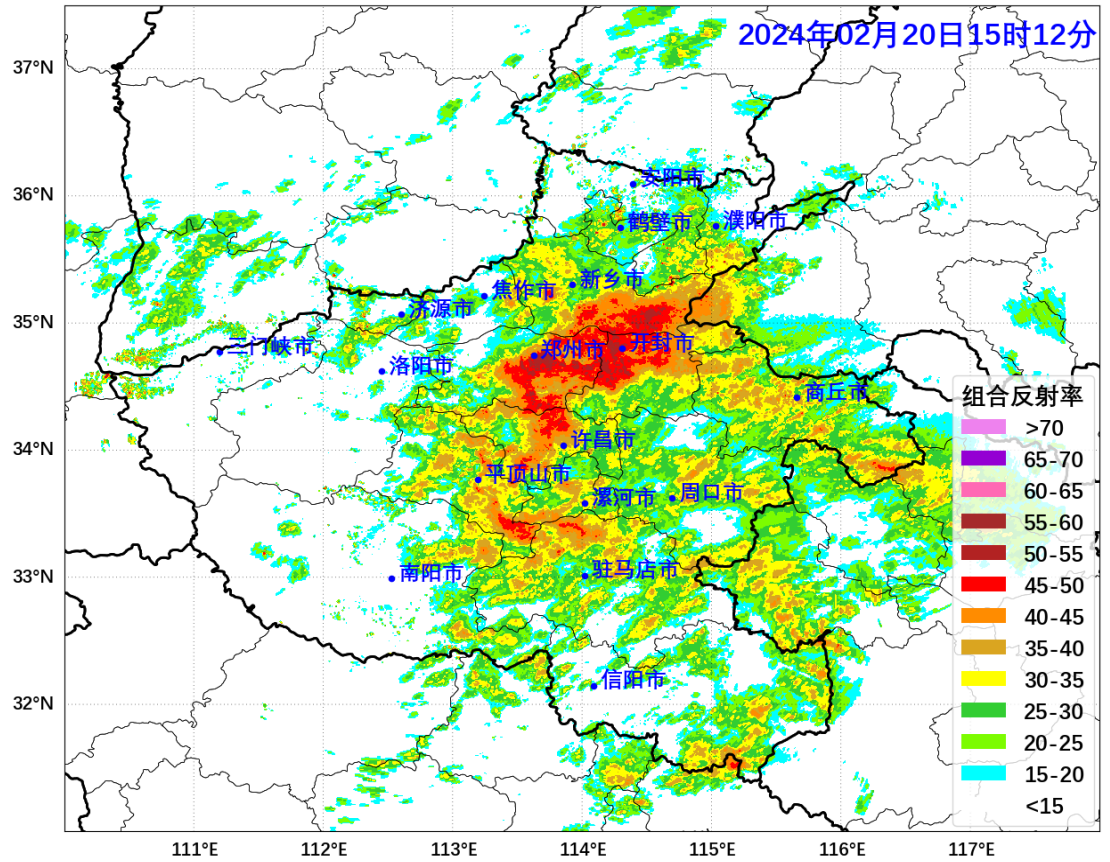 2024年02月20日15时12分
37°N
36°N
安阳市
鹤壁市
濮阳市
新乡市
焦作市
济源市
35°N
三门峡市
郑州市
开封市
洛阳市
商丘市
组合反射率
>70
34°N
许昌市
65-70
平顶山市
60-65
漯河市
周口市
55-60
50-55
33°N
南阳市
驻马店市
45-50
40-45
35-40
信阳市
30-35
32°N
25-30
20-25
15-20
<15
111°E
112°E
113°E
114°E
115°E
116°E
117°E